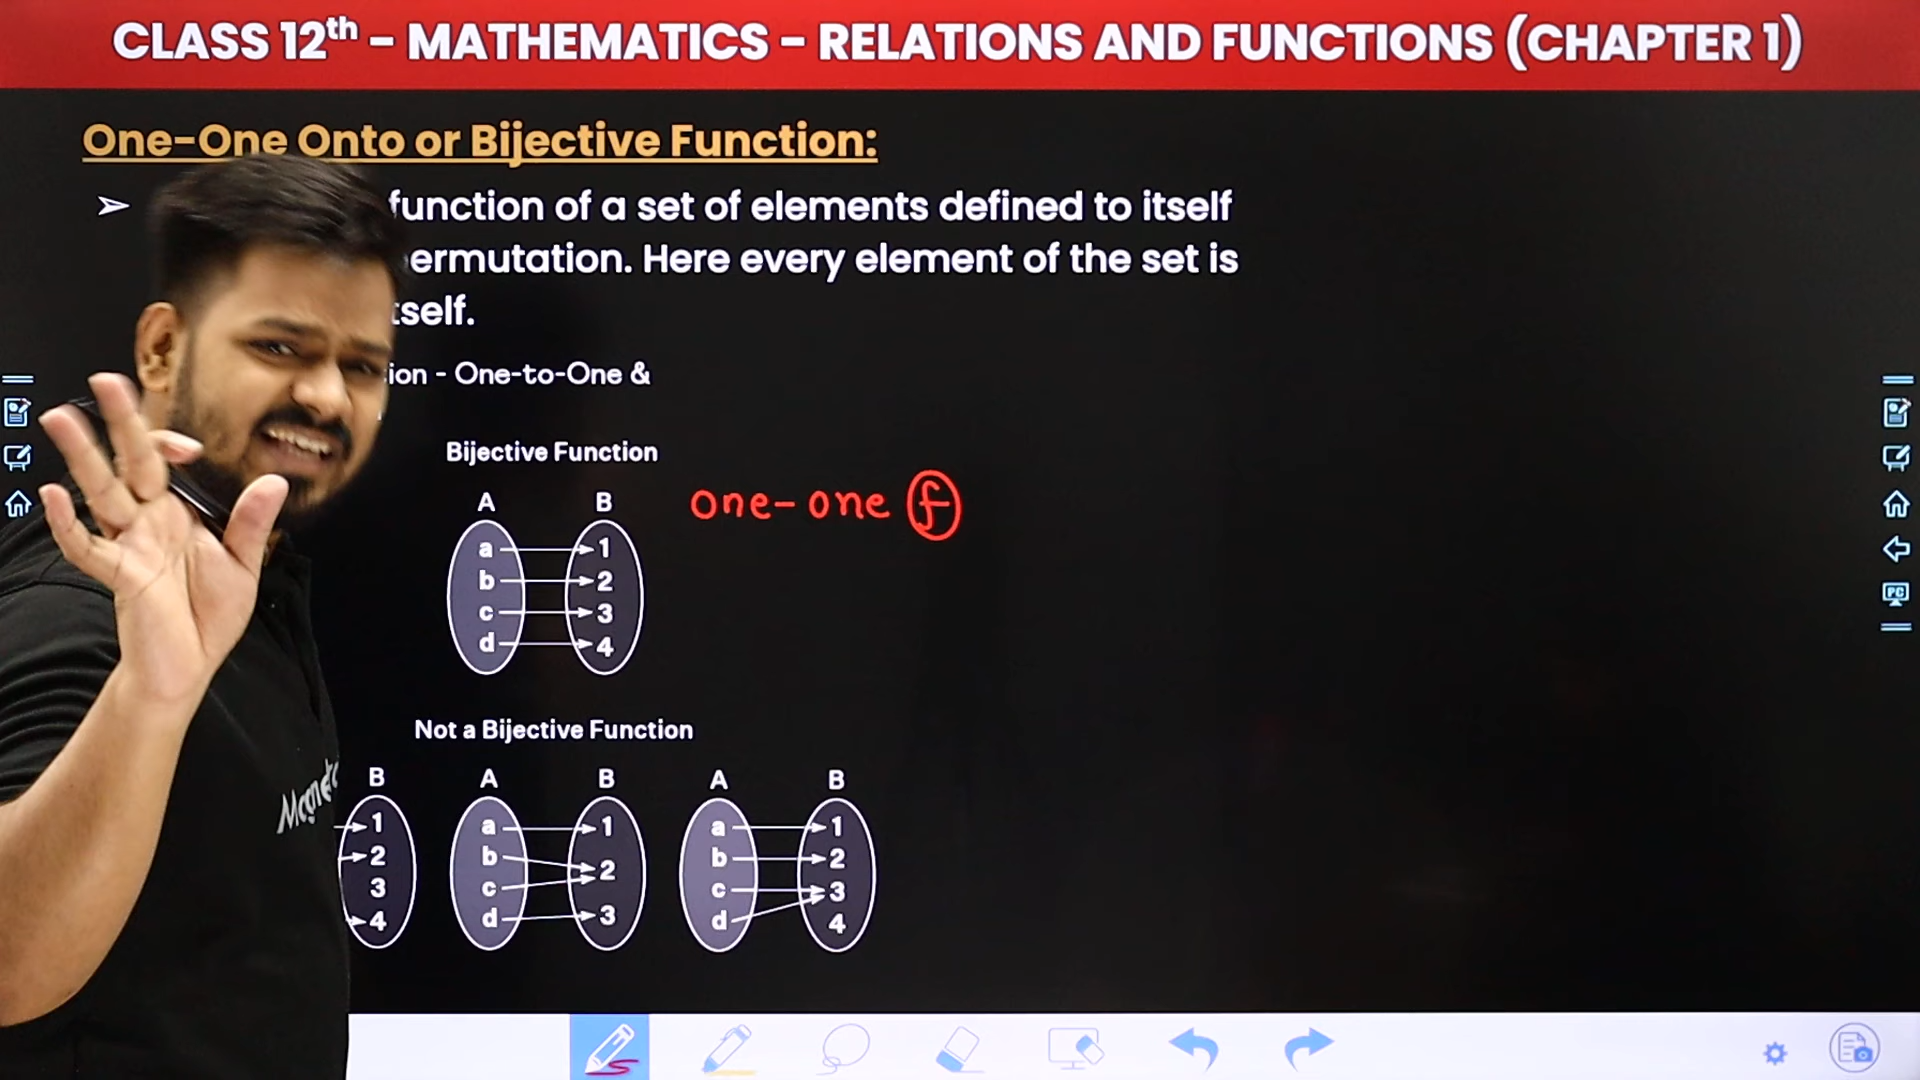 CLASS 12th - MATHEMATICS - RELATIONS AND FUNCTIONS (CHAPTER 1)
One-One Onto or Bijective Function:
➢ function of a set of elements defined to itself
ermutation. Here every element of the set is
tself.
ion - One-to-One &
Bijective Function
A B
one-one f
a 1
b 2
c 3
d 4
Not a Bijective Function
B A B A B
1 a 1 a 1
2 b 2 b 2
3 c 3 c 3
4 d d 4
PC